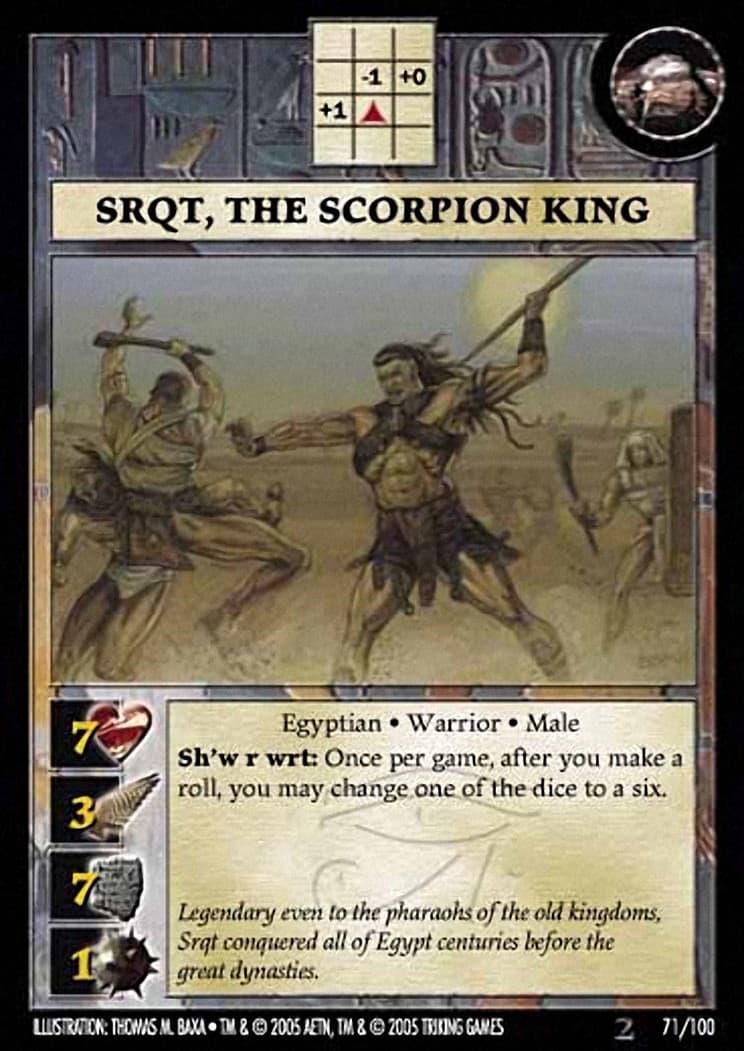 -1 +0
+1
SRQT, THE SCORPION KING
7
3
7
1
Egyptian • Warrior • Male
Sh'w r wrt: Once per game, after you make a
roll, you may change one of the dice to a six.
Legendary even to the pharaohs of the old kingdoms,
Srqt conquered all of Egypt centuries before the
great dynasties.
ILLUSTRATION: THOMAS M. BAXA • TM & © 2005 AETN, TM & © 2005 TRIKING GAMES 2 71/100